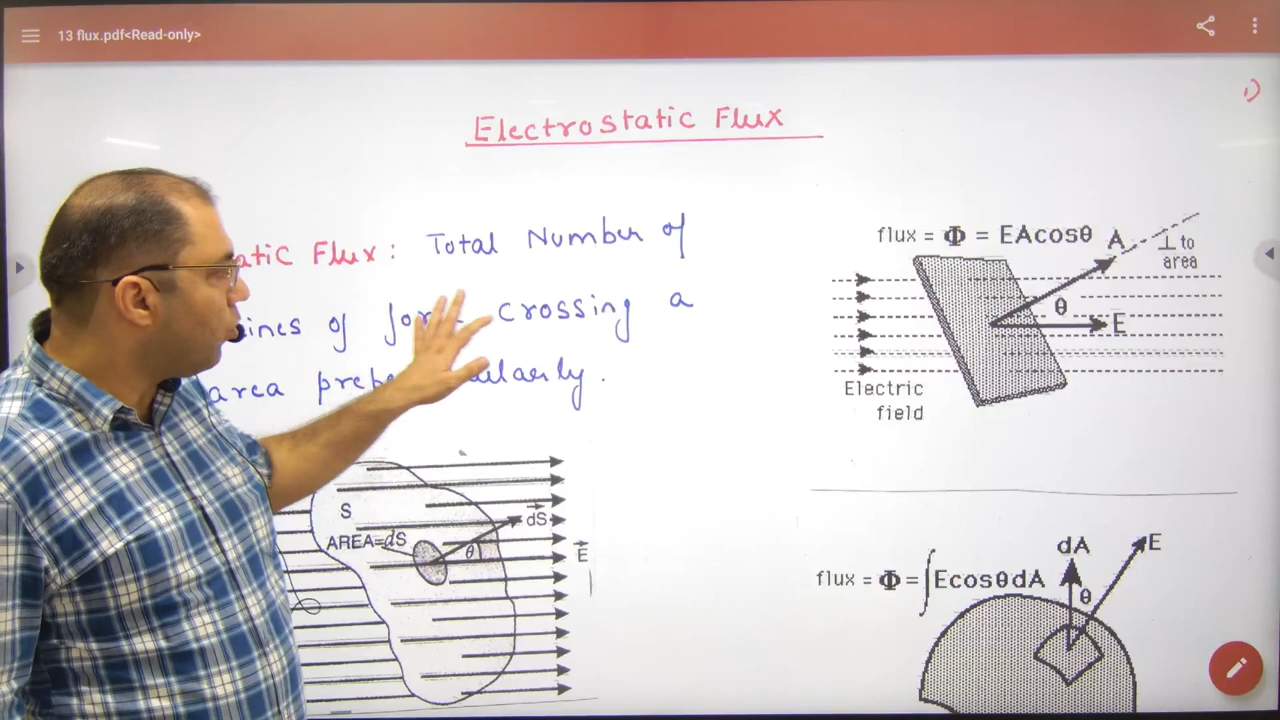 13 flux.pdf<Read-only>
1)
Electrostatic Flux
atic Flux : Total Number of
ines of crossing a
area
flux = Φ = EAcosθ
A
⊥ to
area
θ
E
Electric
field
S
AREA=dS
dS
θ
E
flux = Φ = ∫Ecosθ dA
dA
E
θ